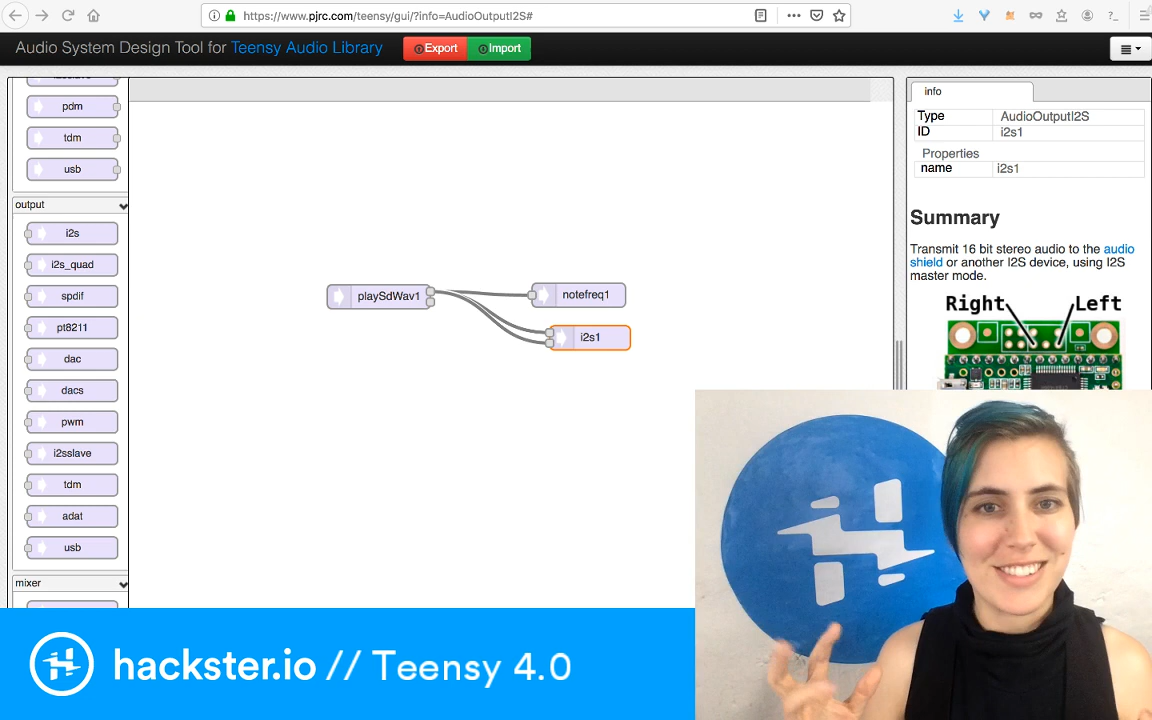 https://www.pjrc.com/teensy/gui/?info=AudioOutputI2S#
Audio System Design Tool for Teensy Audio Library
Export
Import
pdm
tdm
usb
output
i2s
i2s_quad
spdif
pt8211
dac
dacs
pwm
i2sslave
tdm
adat
usb
mixer
playSdWav1
notefreq1
i2s1
info
Type AudioOutputI2S
ID i2s1
Properties
name i2s1
Summary
Transmit 16 bit stereo audio to the audio
shield or another I2S device, using I2S
master mode.
Right Left
hackster.io // Teensy 4.0